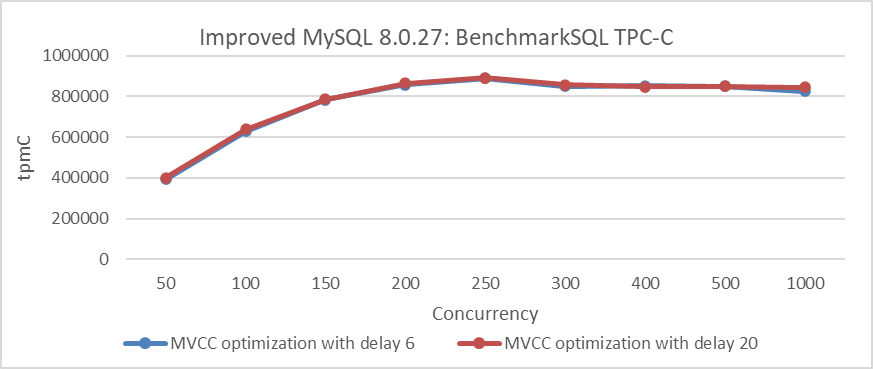 Improved MySQL 8.0.27: BenchmarkSQL TPC-C
1000000
800000
600000
400000
200000
0
tpmC
50 100 150 200 250 300 400 500 1000
Concurrency
MVCC optimization with delay 6 MVCC optimization with delay 20